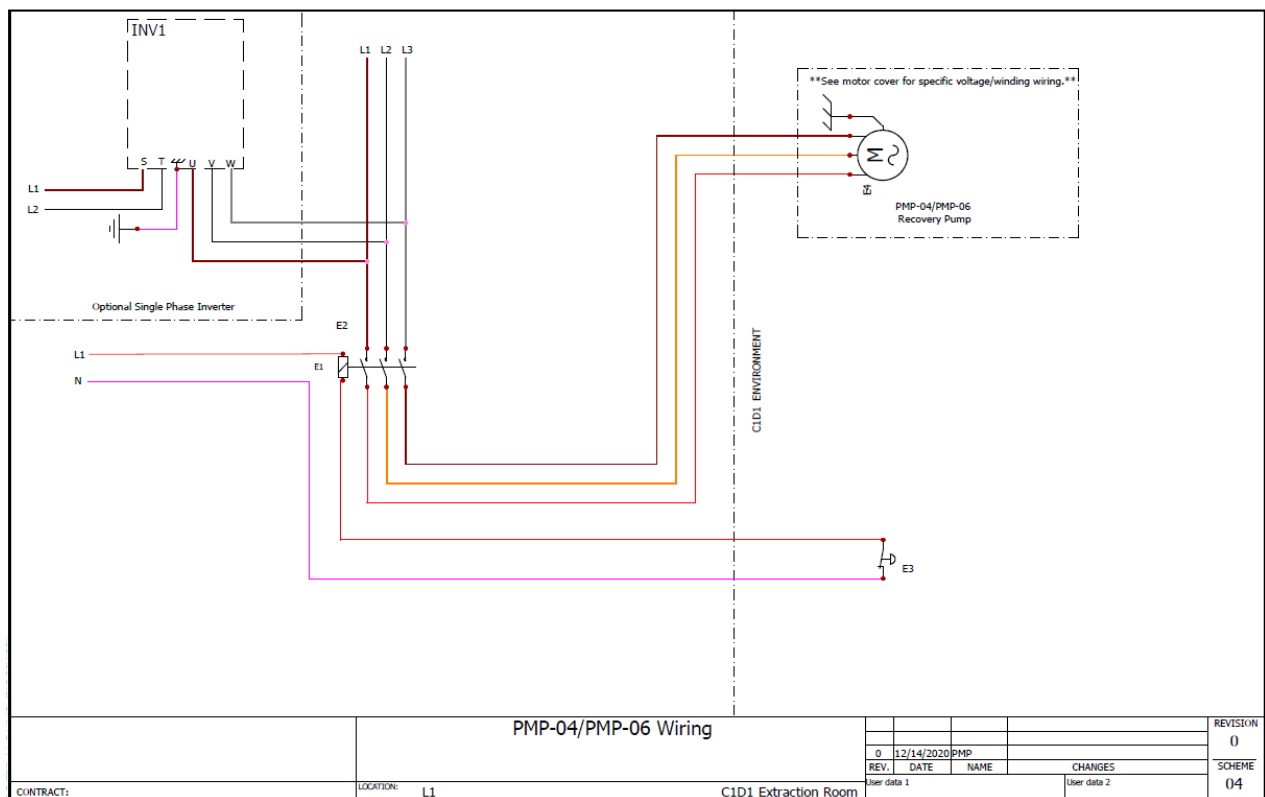 INV1
S T U V W
L1
L2
Optional Single Phase Inverter
L1 L2 L3
**See motor cover for specific voltage/winding wiring.**
M
E4
PMP-04/PMP-06
Recovery Pump
C1D1 ENVIRONMENT
E2
E1
L1
N
E3
PMP-04/PMP-06 Wiring
CONTRACT:
LOCATION: L1 C1D1 Extraction Room
0 12/14/2020 PMP
REV. DATE NAME CHANGES
User data 1 User data 2
REVISION
0
SCHEME
04